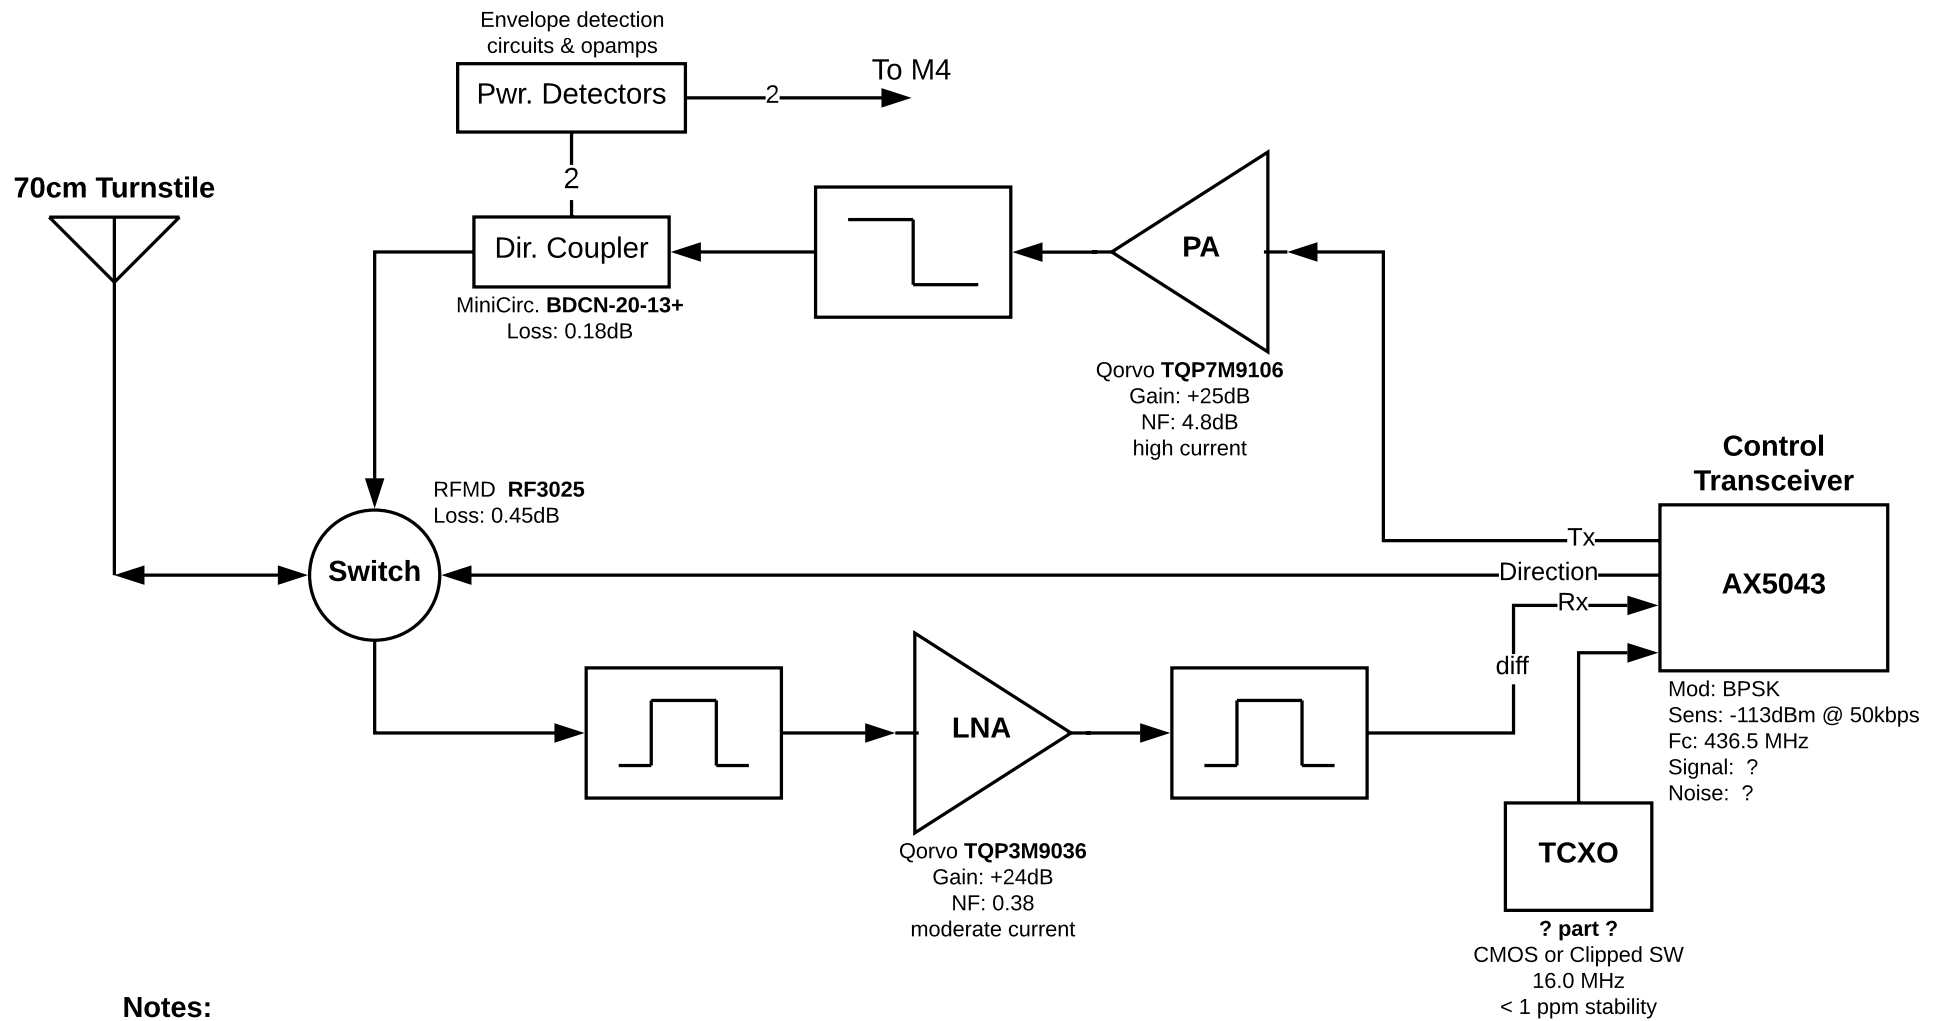 Envelope detection
circuits & opamps
Pwr. Detectors
2
To M4
2
70cm Turnstile
Dir. Coupler
MiniCirc. BDCN-20-13+
Loss: 0.18dB
PA
Qorvo TQP7M9106
Gain: +25dB
NF: 4.8dB
high current
RFMD  RF3025
Loss: 0.45dB
Switch
Control
Transceiver
Tx
Direction
Rx
diff
AX5043
Mod: BPSK
Sens: -113dBm @ 50kbps
Fc: 436.5 MHz
Signal:  ?
Noise:  ?
LNA
Qorvo TQP3M9036
Gain: +24dB
NF: 0.38
moderate current
TCXO
? part ?
CMOS or Clipped SW
16.0 MHz
< 1 ppm stability
Notes: